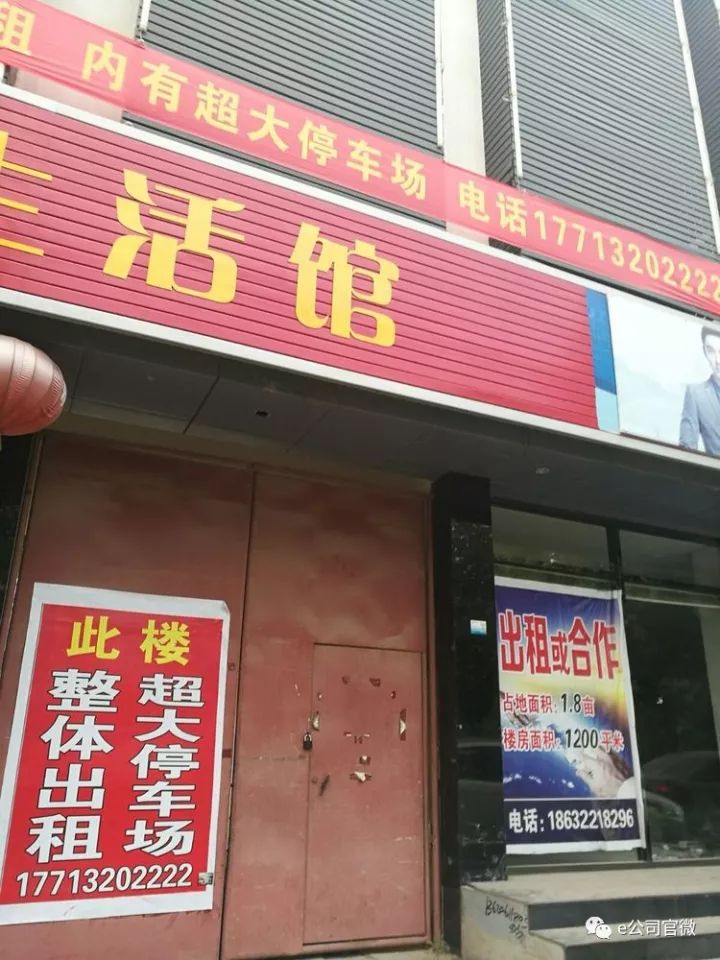 租 内有超大停车场 电话17713202222
生活馆
此楼
整体出租
超大停车场
17713202222
出租或合作
占地面积：1.8亩
楼房面积：1200平米
电话：18632218296
e公司官微